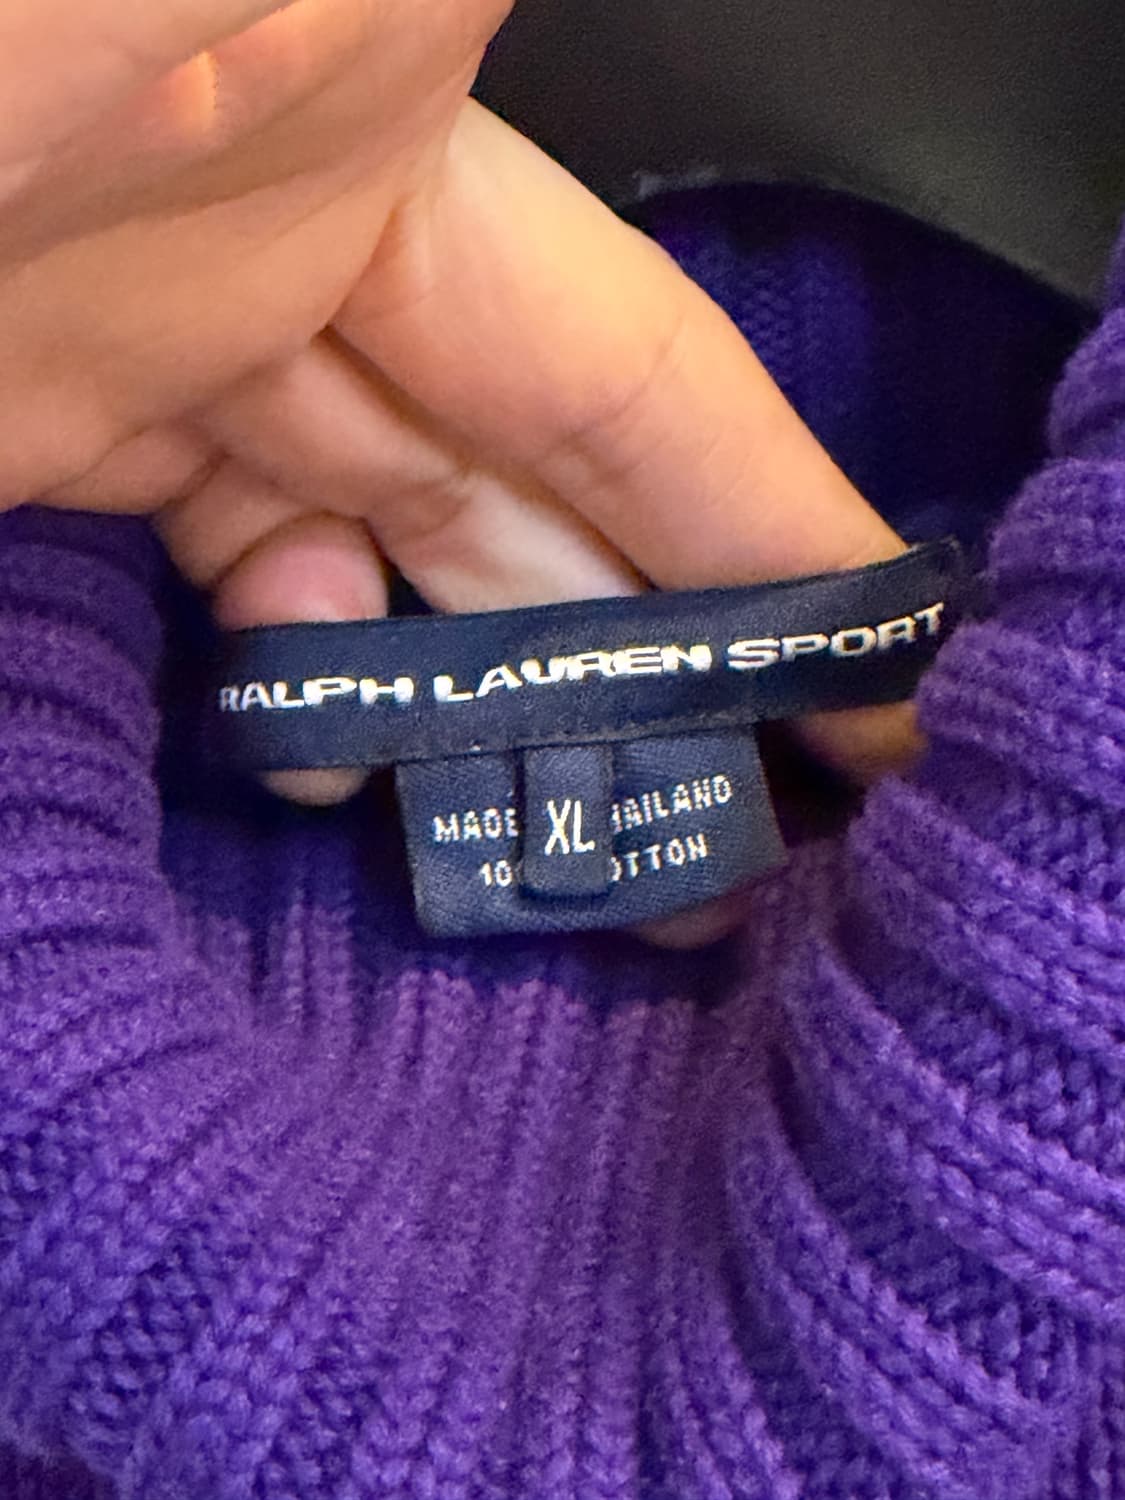 RALPH LAUREN SPORT
MADE HAILAND
XL
10 OTTON